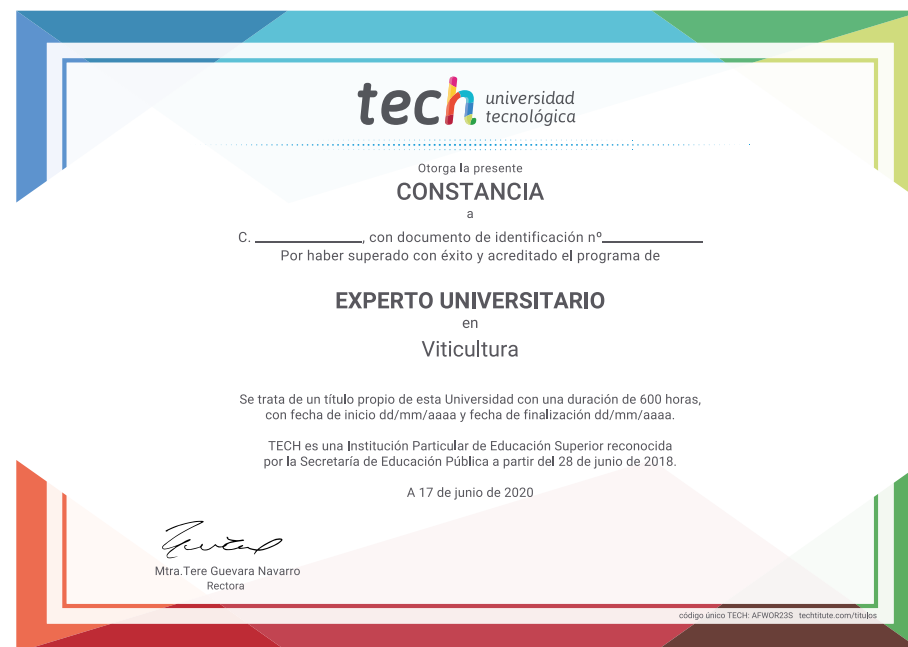 tech universidad
tecnológica
Otorga la presente
CONSTANCIA
a
C. ____________, con documento de identificación nº____________
Por haber superado con éxito y acreditado el programa de
EXPERTO UNIVERSITARIO
en
Viticultura
Se trata de un título propio de esta Universidad con una duración de 600 horas,
con fecha de inicio dd/mm/aaaa y fecha de finalización dd/mm/aaaa.
TECH es una Institución Particular de Educación Superior reconocida
por la Secretaría de Educación Pública a partir del 28 de junio de 2018.
A 17 de junio de 2020
Mtra.Tere Guevara Navarro
Rectora
código único TECH: AFWOR23S techtitute.com/titulos